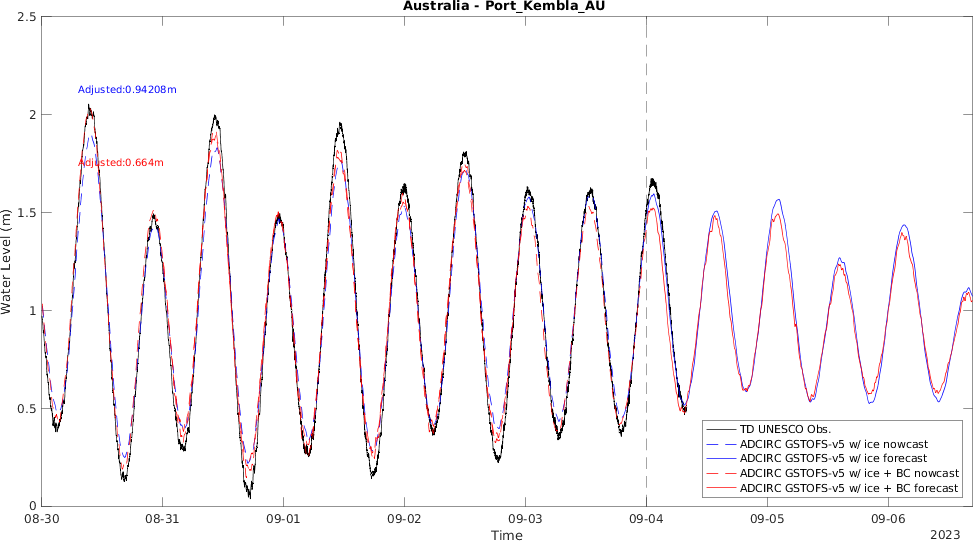 Australia - Port_Kembla_AU
2.5
2
1.5
1
0.5
0
Water Level (m)
Adjusted:0.94208m
Adjusted:0.664m
TD UNESCO Obs.
ADCIRC GSTOFS-v5 w/ ice nowcast
ADCIRC GSTOFS-v5 w/ ice forecast
ADCIRC GSTOFS-v5 w/ ice + BC nowcast
ADCIRC GSTOFS-v5 w/ ice + BC forecast
08-30 08-31 09-01 09-02 09-03 09-04 09-05 09-06
Time
2023